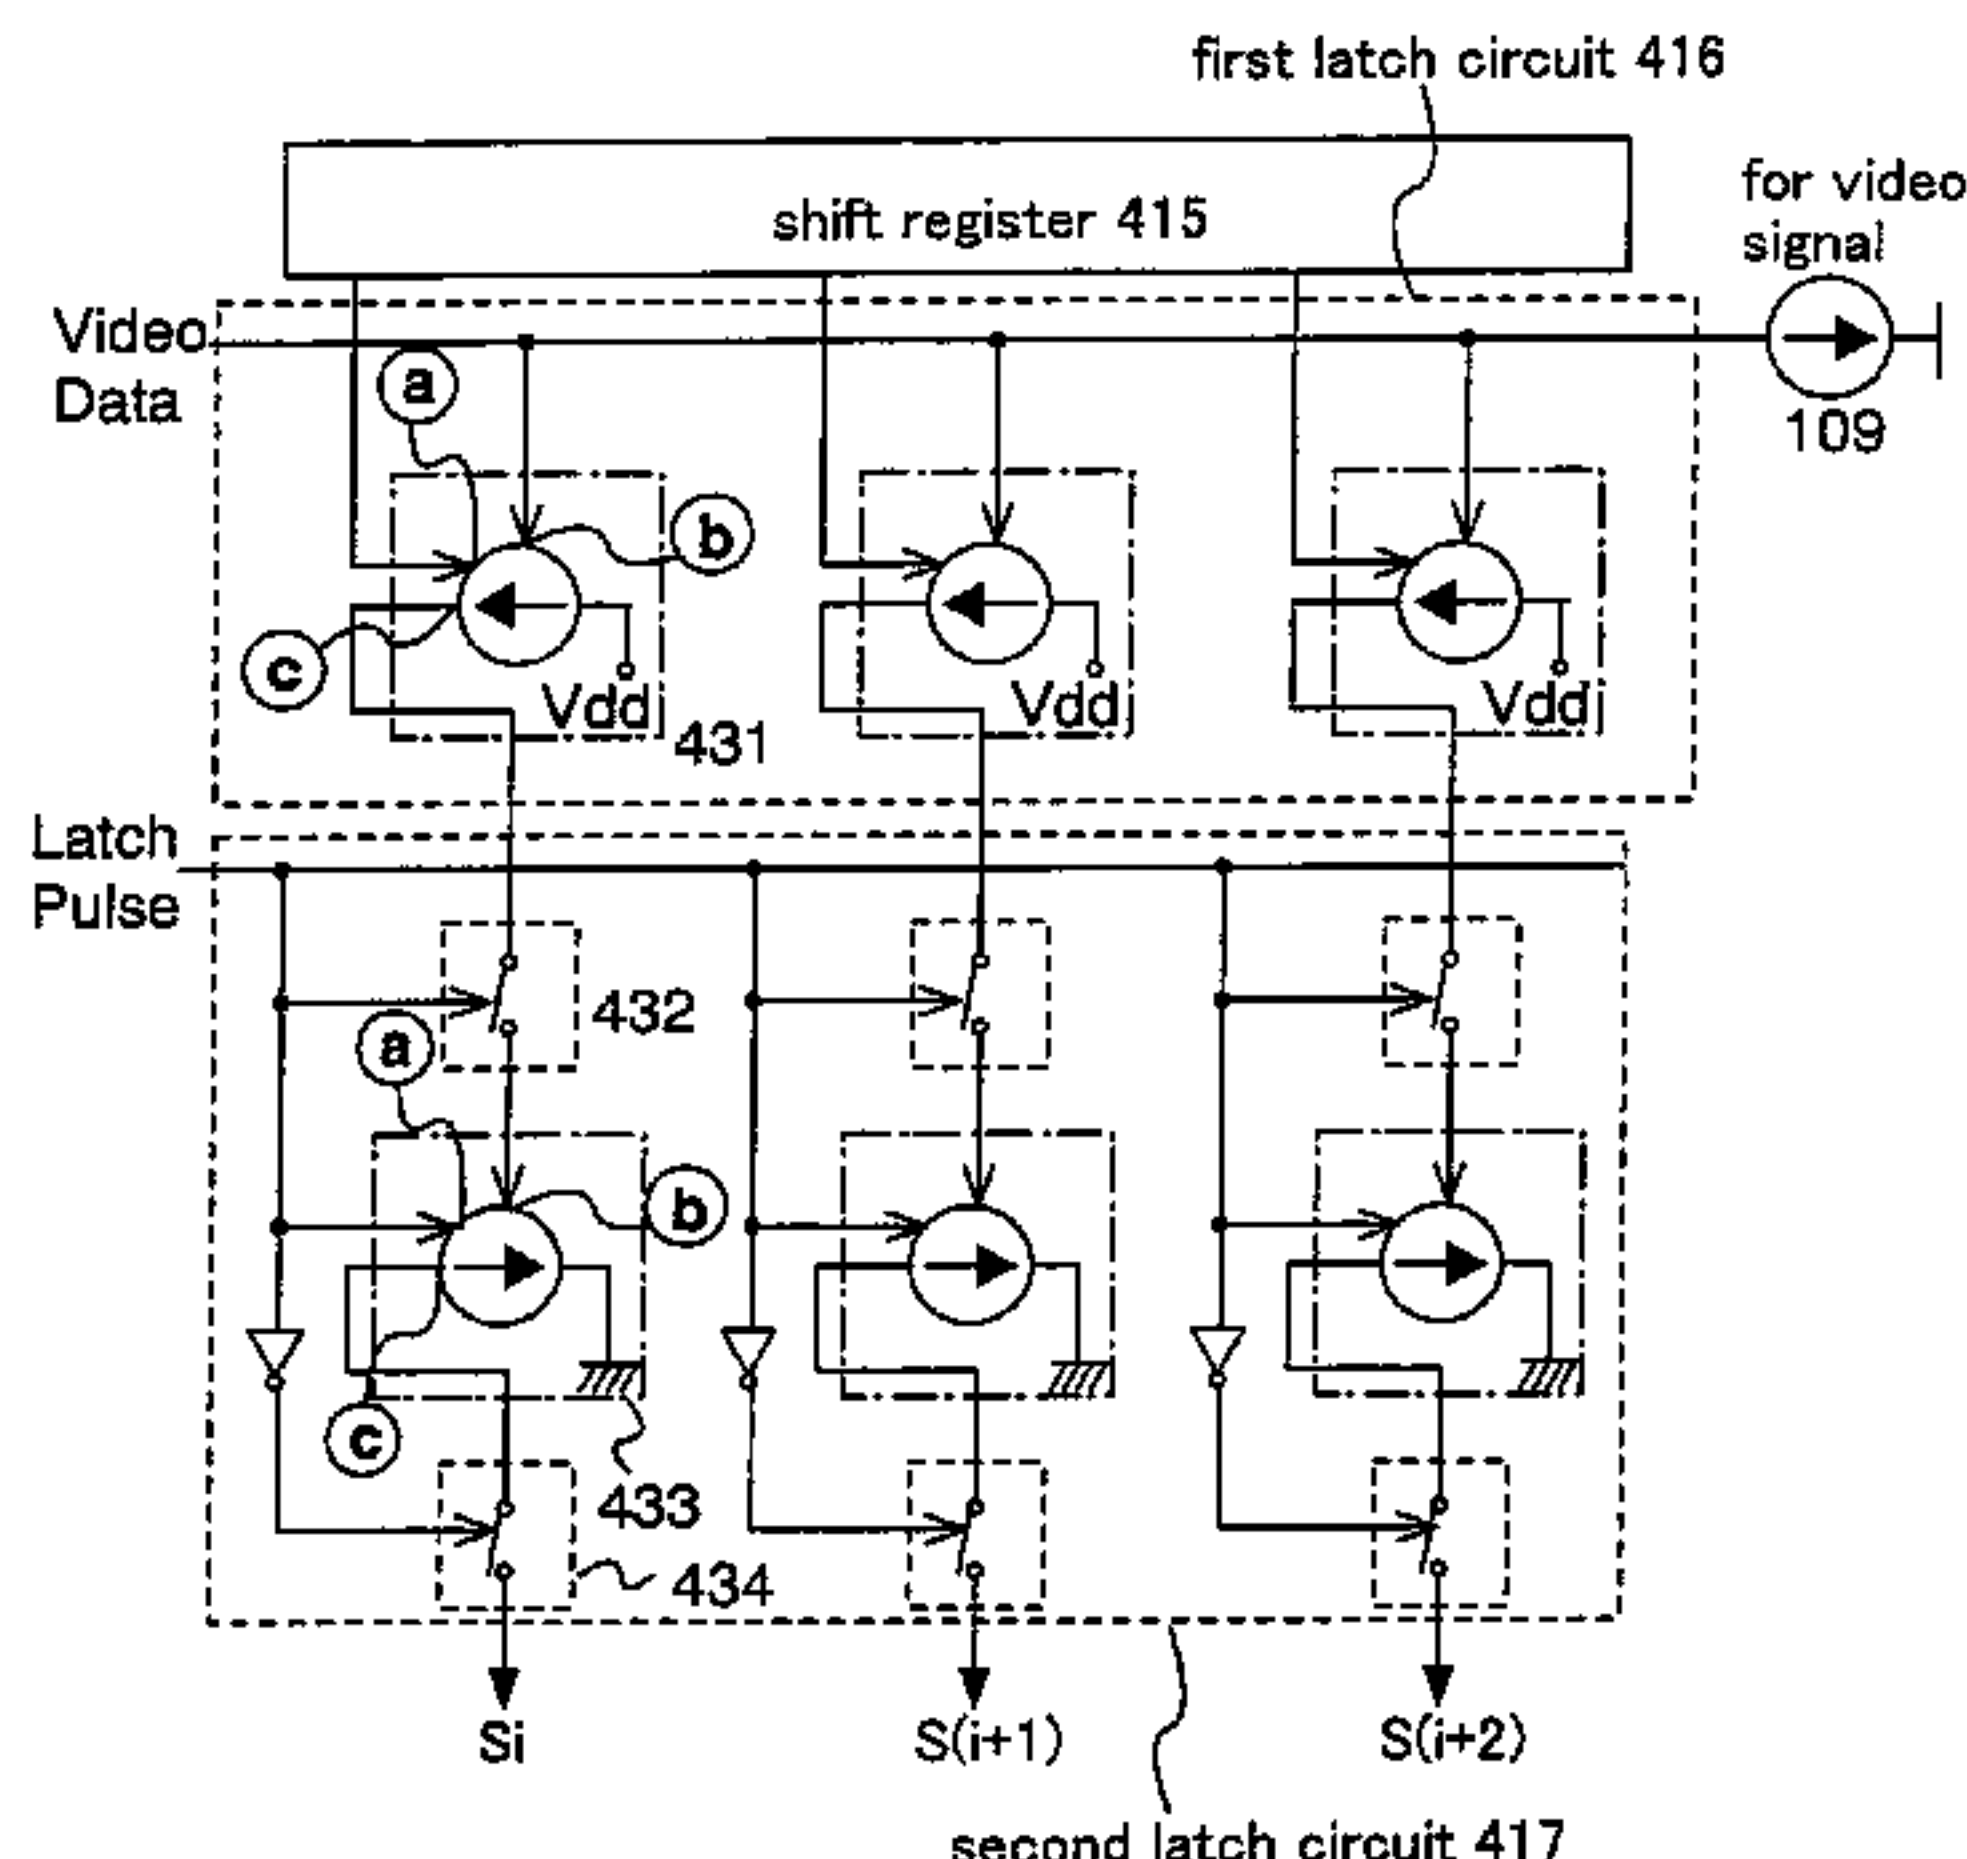 first latch circuit 416
shift register 415
for video
signal
109
Video
Data
a
b
c
Vdd
Vdd
Vdd
431
Latch
Pulse
432
a
b
c
433
434
Si
S(i+1)
S(i+2)
second latch circuit 417